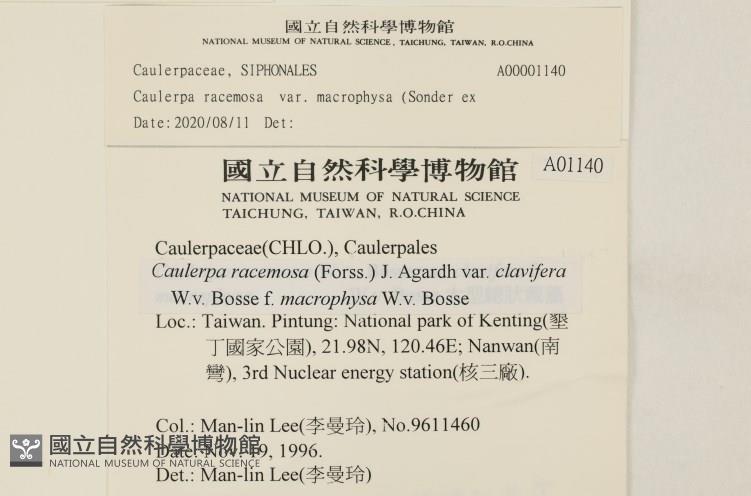 國立自然科學博物館
NATIONAL MUSEUM OF NATURAL SCIENCE, TAICHUNG, TAIWAN, R.O.CHINA
Caulerpaceae, SIPHONALES A00001140
Caulerpa racemosa var. macrophysa (Sonder ex
Date:2020/08/11 Det:
國立自然科學博物館 A01140
NATIONAL MUSEUM OF NATURAL SCIENCE
TAICHUNG, TAIWAN, R.O.CHINA
Caulerpaceae(CHLO.), Caulerpales
Caulerpa racemosa (Forss.) J. Agardh var. clavifera
W.v. Bosse f. macrophysa W.v. Bosse
Loc.: Taiwan. Pintung: National park of Kenting(墾
丁國家公園), 21.98N, 120.46E; Nanwan(南
彎), 3rd Nuclear energy station(核三廠).
Col.: Man-lin Lee(李曼玲), No.9611460
Date: Nov. 19, 1996.
Det.: Man-lin Lee(李曼玲)
國立自然科學博物館
NATIONAL MUSEUM OF NATURAL SCIENCE